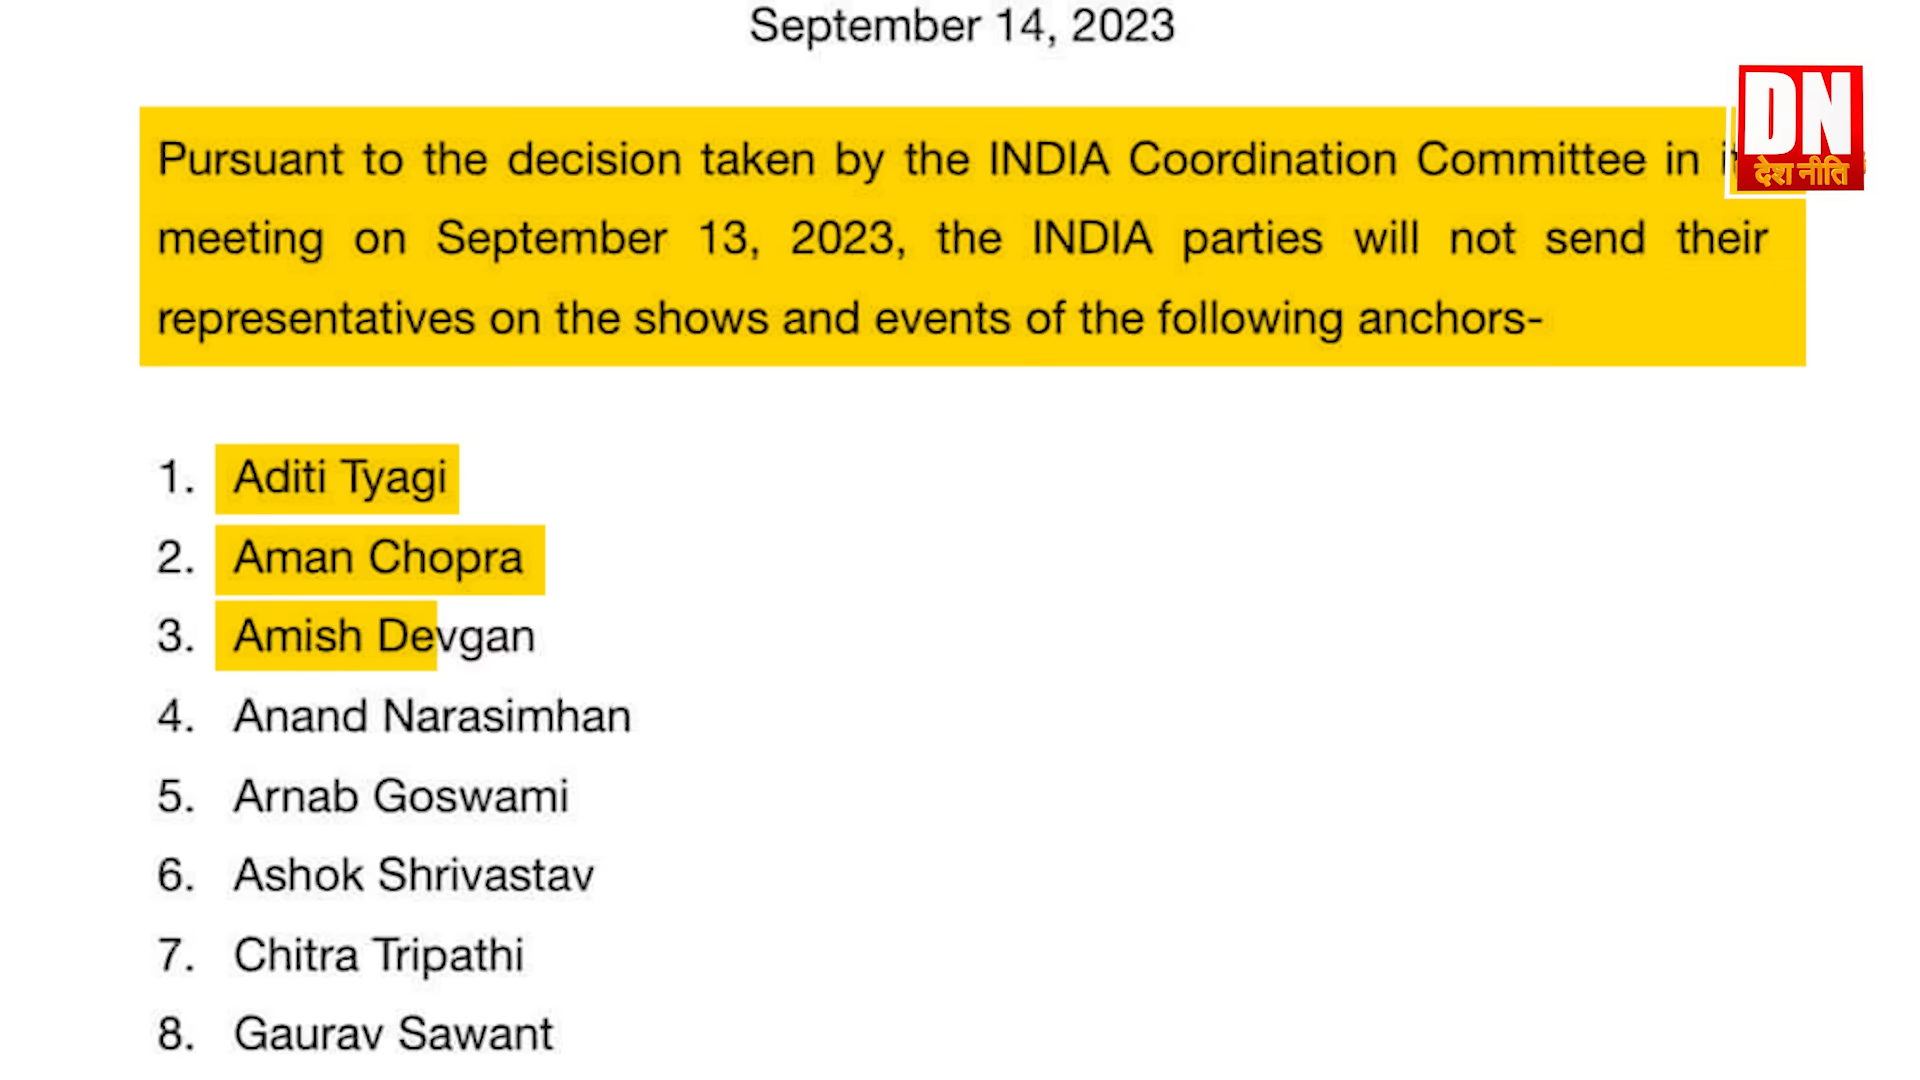 September 14, 2023
DN
देश नीति
Pursuant to the decision taken by the INDIA Coordination Committee in
meeting on September 13, 2023, the INDIA parties will not send their
representatives on the shows and events of the following anchors-
1. Aditi Tyagi
2. Aman Chopra
3. Amish Devgan
4. Anand Narasimhan
5. Arnab Goswami
6. Ashok Shrivastav
7. Chitra Tripathi
8. Gaurav Sawant